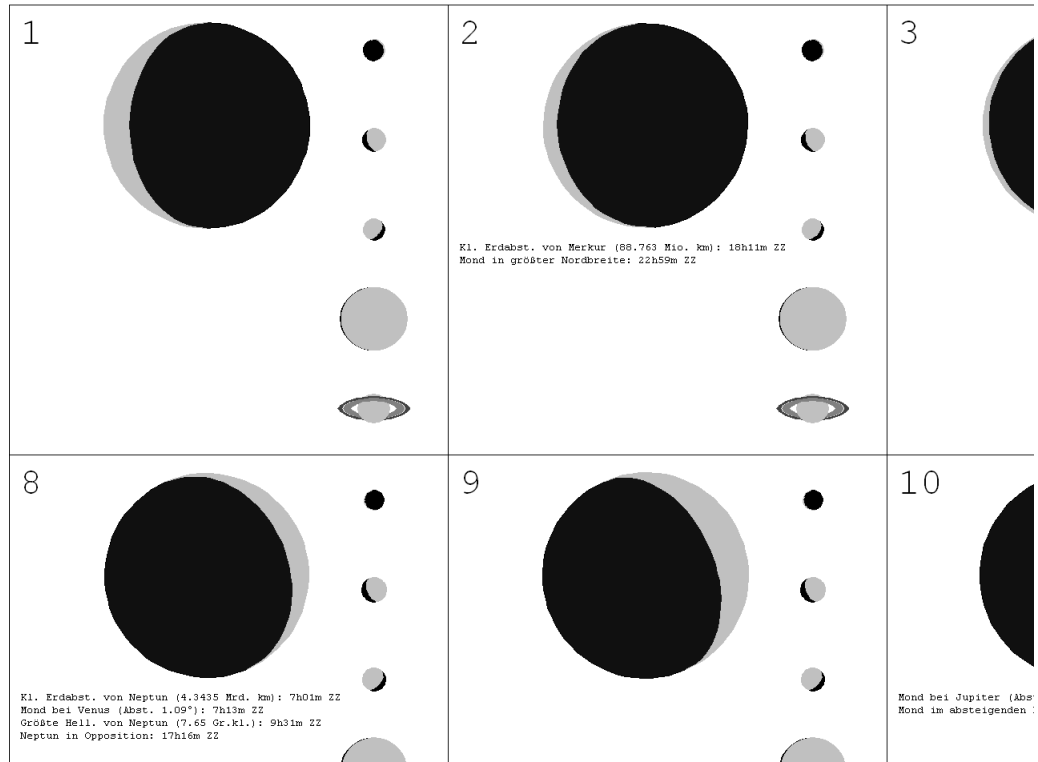 1
2
3
Kl. Erdabst. von Merkur (88.763 Mio. km): 18h11m ZZ
Mond in größter Nordbreite: 22h59m ZZ
8
9
10
Kl. Erdabst. von Neptun (4.3435 Mrd. km): 7h01m ZZ
Mond bei Venus (Abst. 1.09°): 7h13m ZZ
Größte Hell. von Neptun (7.65 Gr.kl.): 9h31m ZZ
Neptun in Opposition: 17h16m ZZ
Mond bei Jupiter (Abs
Mond im absteigenden